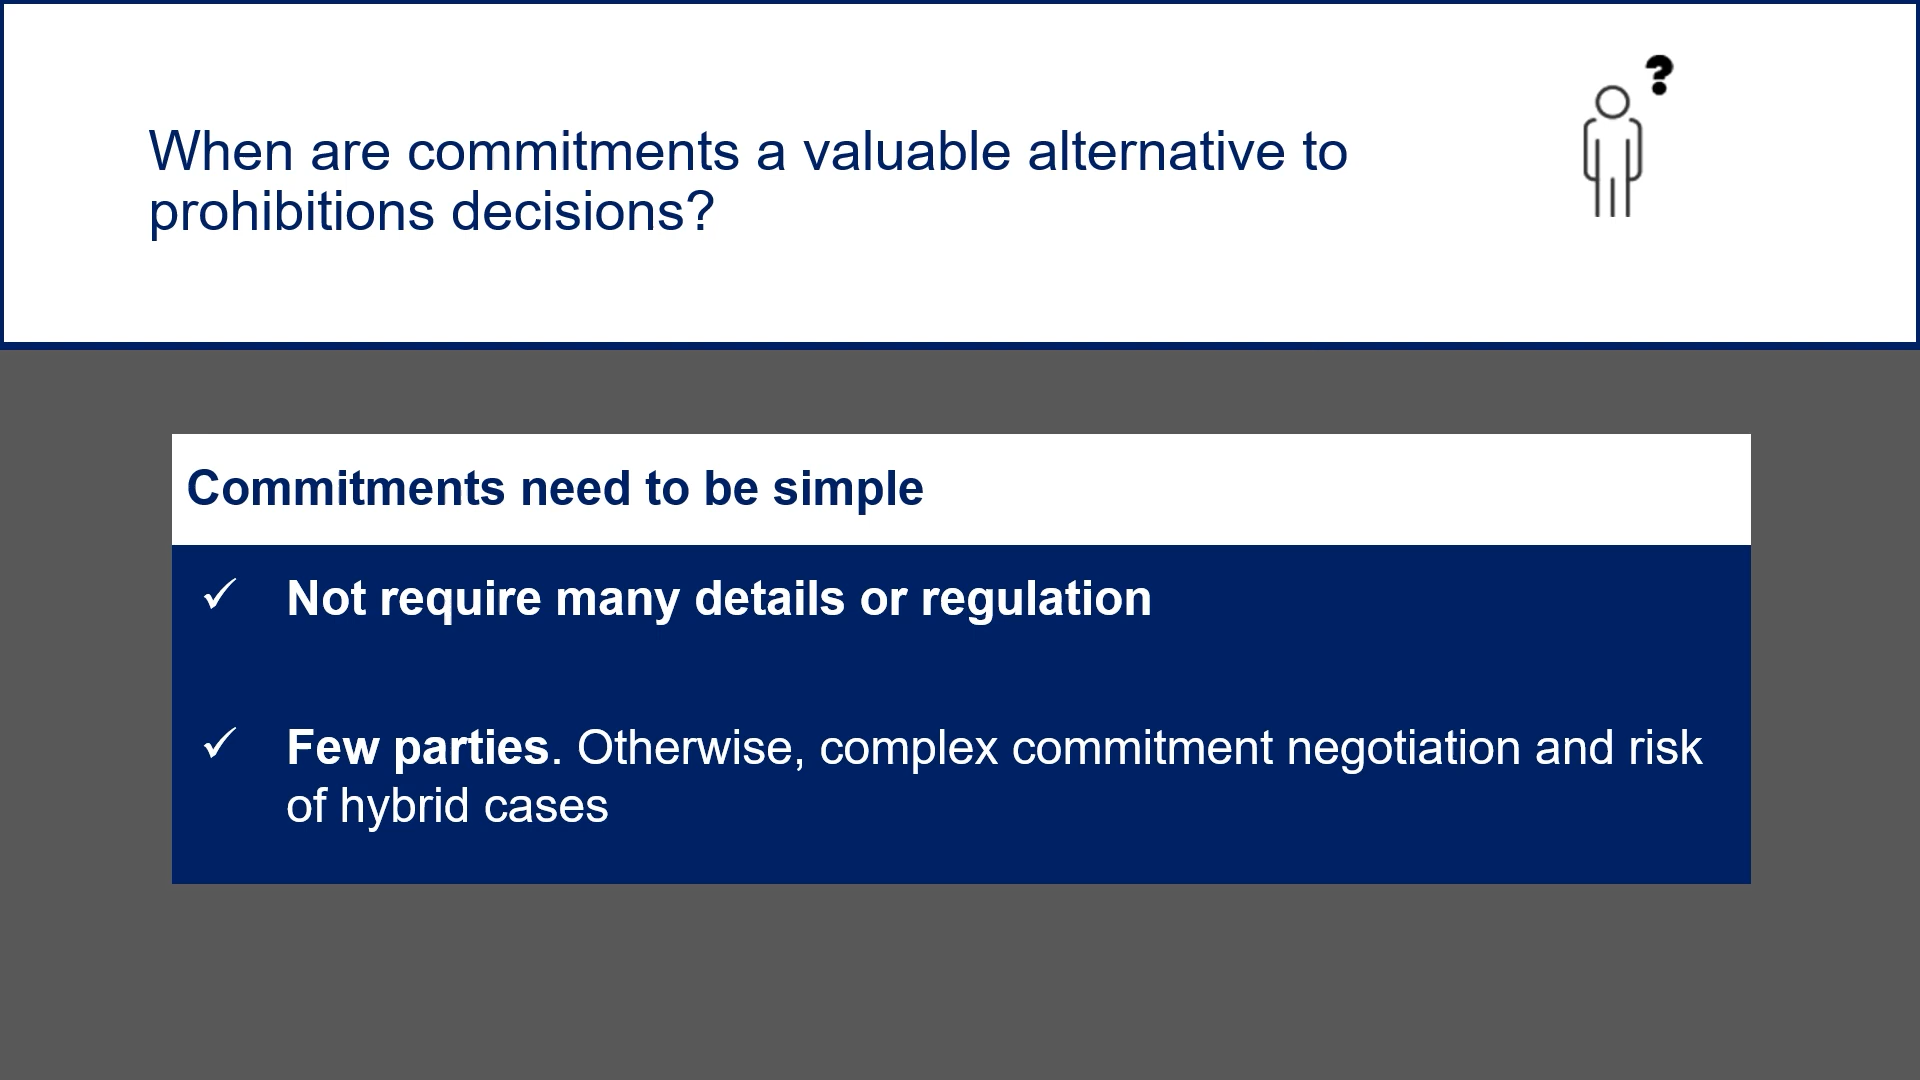 ?
When are commitments a valuable alternative to
prohibitions decisions?
Commitments need to be simple
✓ Not require many details or regulation
✓ Few parties. Otherwise, complex commitment negotiation and risk
of hybrid cases